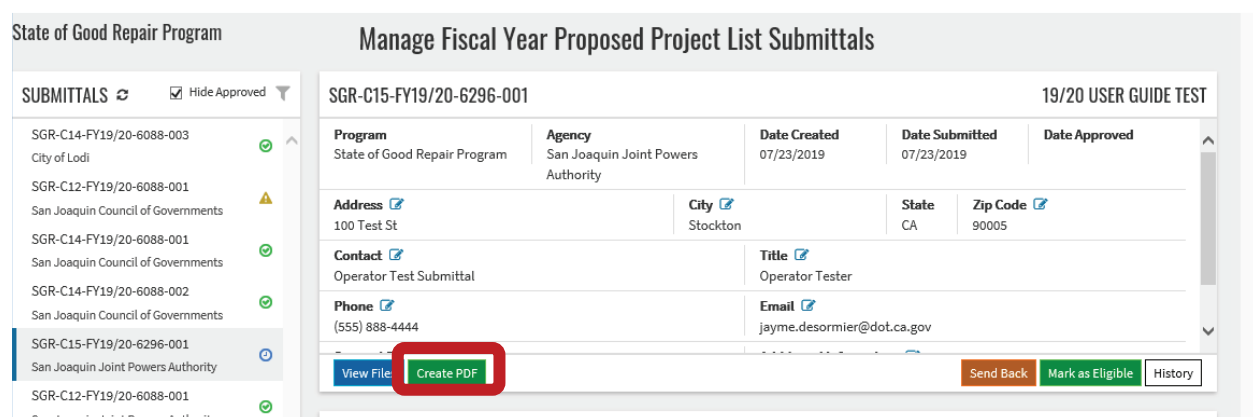 State of Good Repair Program
Manage Fiscal Year Proposed Project List Submittals
SUBMITTALS
Hide Approved
SGR-C14-FY19/20-6088-003
City of Lodi
SGR-C12-FY19/20-6088-001
San Joaquin Council of Governments
SGR-C14-FY19/20-6088-001
San Joaquin Council of Governments
SGR-C14-FY19/20-6088-002
San Joaquin Council of Governments
SGR-C15-FY19/20-6296-001
San Joaquin Joint Powers Authority
SGR-C12-FY19/20-6088-001
SGR-C15-FY19/20-6296-001
19/20 USER GUIDE TEST
Program
State of Good Repair Program
Agency
San Joaquin Joint Powers
Authority
Date Created
07/23/2019
Date Submitted
07/23/2019
Date Approved
Address
100 Test St
City
Stockton
State
CA
Zip Code
90005
Contact
Operator Test Submittal
Title
Operator Tester
Phone
(555) 888-4444
Email
jayme.desormier@dot.ca.gov
View File
Create PDF
Send Back
Mark as Eligible
History